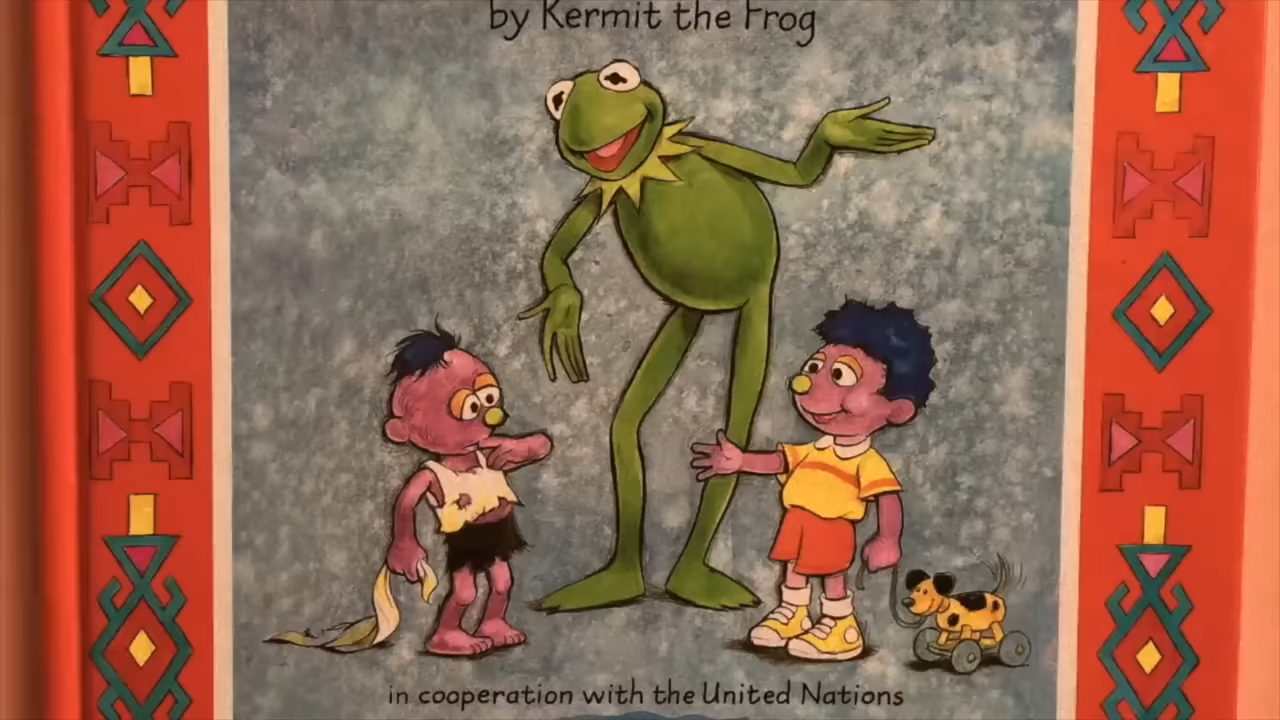 by Kermit the Frog
in cooperation with the United Nations